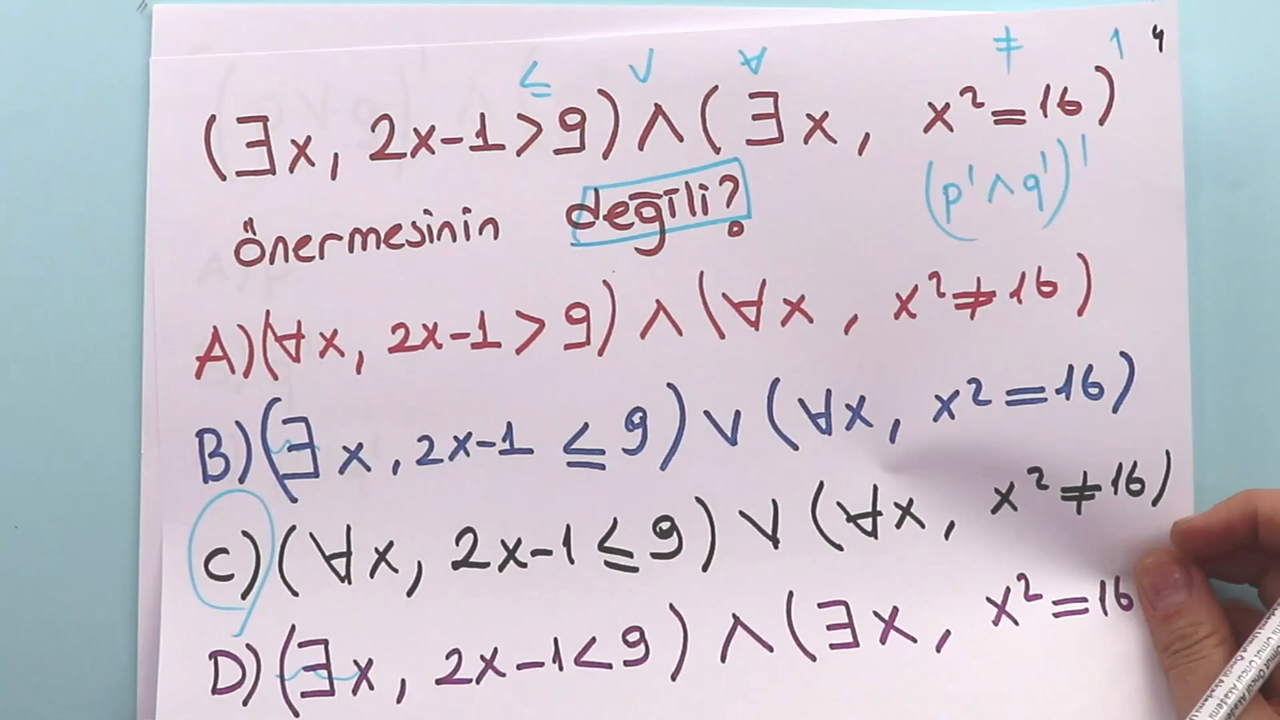 ≤ ∨ ∀ ≠ 1 4
(∃x, 2x-1>9) ∧ (∃x, x²=16)
(p' ∧ q')'
önermesinin değili?
A) (∀x, 2x-1>9) ∧ (∀x, x²≠16)
B) (∃x, 2x-1 ≤ 9) ∨ (∀x, x²=16)
C) (∀x, 2x-1≤9) ∨ (∀x, x²≠16)
D) (∃x, 2x-1<9) ∧ (∃x, x²=16